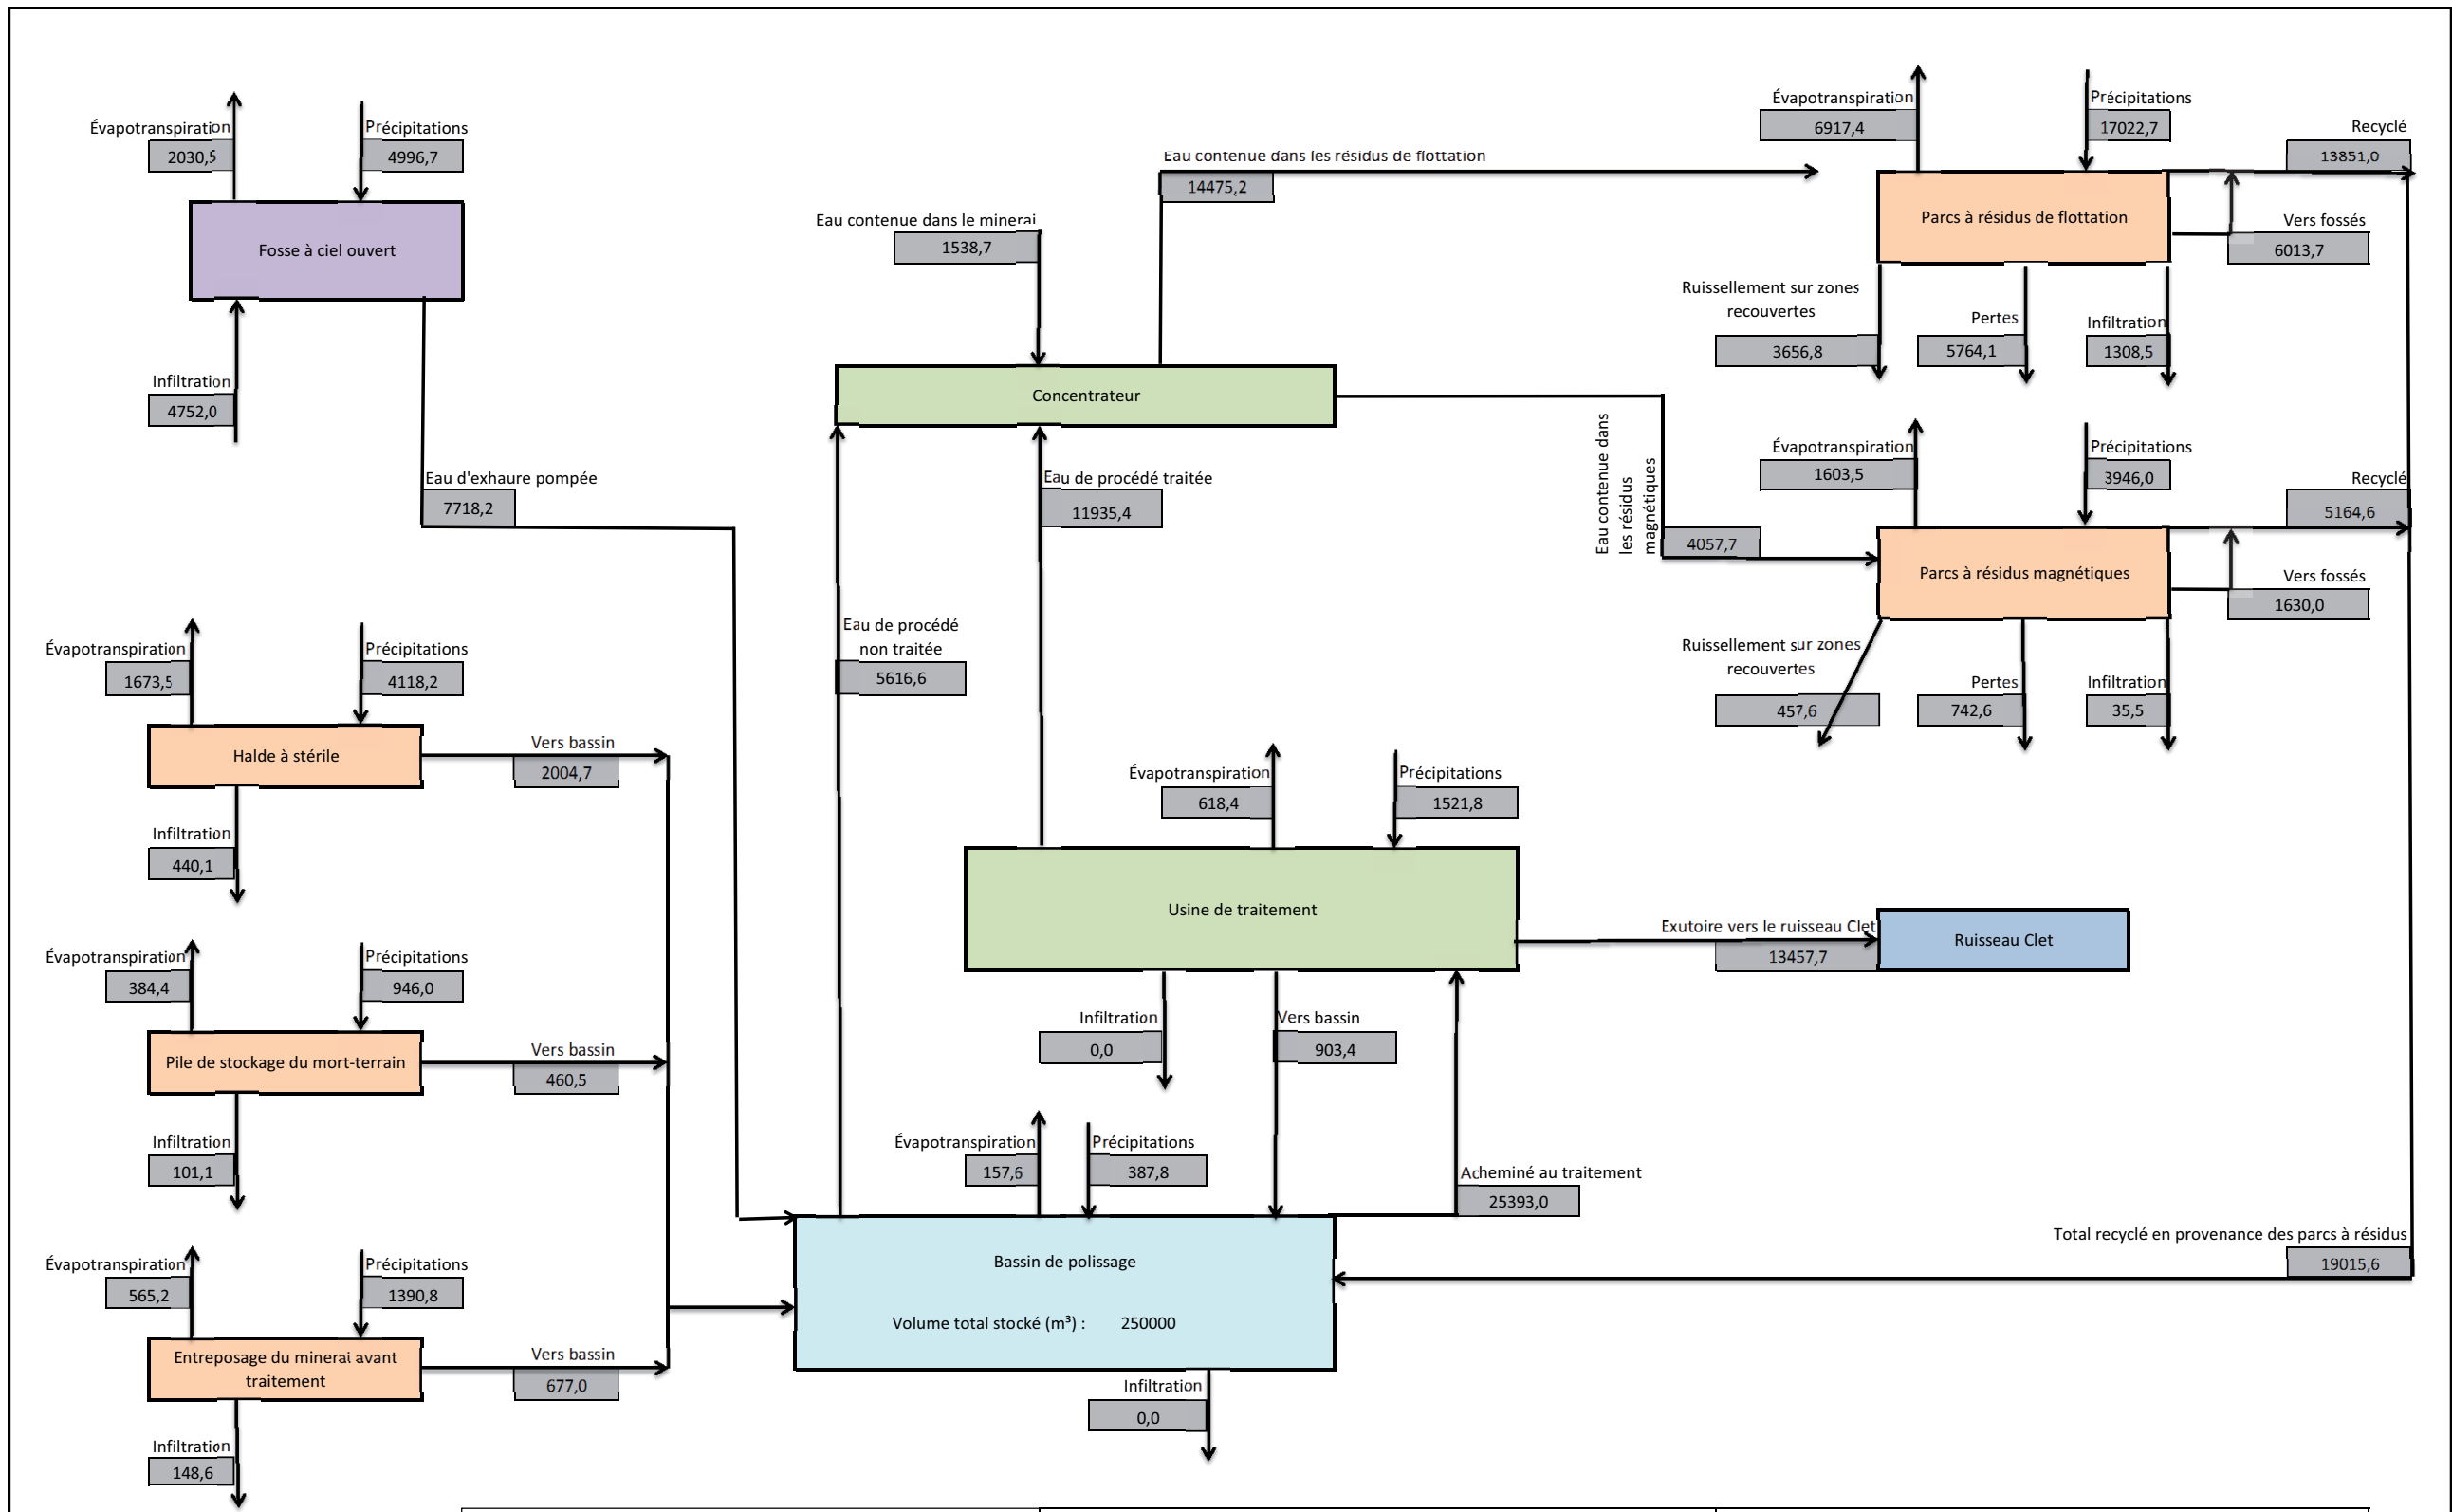 Évapotranspiration
2030,5
Précipitations
4996,7
Fosse à ciel ouvert
Infiltration
4752,0
Eau d'exhaure pompée
7718,2
Évapotranspiration
1673,5
Précipitations
4118,2
Halde à stérile
Vers bassin
2004,7
Infiltration
440,1
Évapotranspiration
384,4
Précipitations
946,0
Pile de stockage du mort-terrain
Vers bassin
460,5
Infiltration
101,1
Évapotranspiration
565,2
Précipitations
1390,8
Entreposage du minerai avant
traitement
Vers bassin
677,0
Infiltration
148,6
Eau contenue dans les résidus de flottation
14475,2
Eau contenue dans le minerai
1538,7
Concentrateur
Eau de procédé traitée
11935,4
Eau de procédé
non traitée
5616,6
Eau contenue dans
les résidus
magnétiques
4057,7
Évapotranspiration
618,4
Précipitations
1521,8
Usine de traitement
Exutoire vers le ruisseau Clet
13457,7
Ruisseau Clet
Infiltration
0,0
Vers bassin
903,4
Évapotranspiration
157,6
Précipitations
387,8
Acheminé au traitement
25393,0
Bassin de polissage
Volume total stocké (m³) : 250000
Infiltration
0,0
Évapotranspiration
6917,4
Précipitations
17022,7
Recyclé
13851,0
Parcs à résidus de flottation
Vers fossés
6013,7
Ruissellement sur zones
recouvertes
3656,8
Pertes
5764,1
Infiltration
1308,5
Évapotranspiration
1603,5
Précipitations
3946,0
Recyclé
5164,6
Parcs à résidus magnétiques
Vers fossés
1630,0
Ruissellement sur zones
recouvertes
457,6
Pertes
742,6
Infiltration
35,5
Total recyclé en provenance des parcs à résidus
19015,6